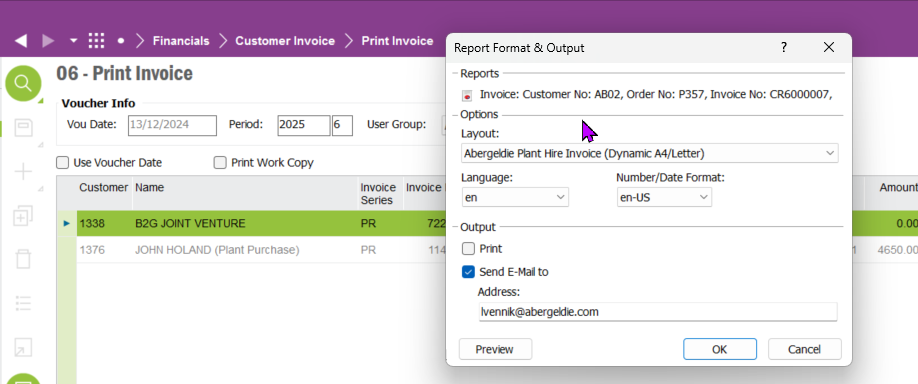 Financials Customer Invoice Print Invoice
06 - Print Invoice
Voucher Info
Vou Date: 13/12/2024 Period: 2025 6 User Group:
Use Voucher Date Print Work Copy
Customer Name Invoice Series Invoice Amount
1338 B2G JOINT VENTURE PR 722 0.00
1376 JOHN HOLAND (Plant Purchase) PR 114 4650.00
Report Format & Output ?
Reports
Invoice: Customer No: AB02, Order No: P357, Invoice No: CR6000007,
Options
Layout:
Abergeldie Plant Hire Invoice (Dynamic A4/Letter)
Language: Number/Date Format:
en en-US
Output
Print
Send E-Mail to
Address:
lvennik@abergeldie.com
Preview OK Cancel